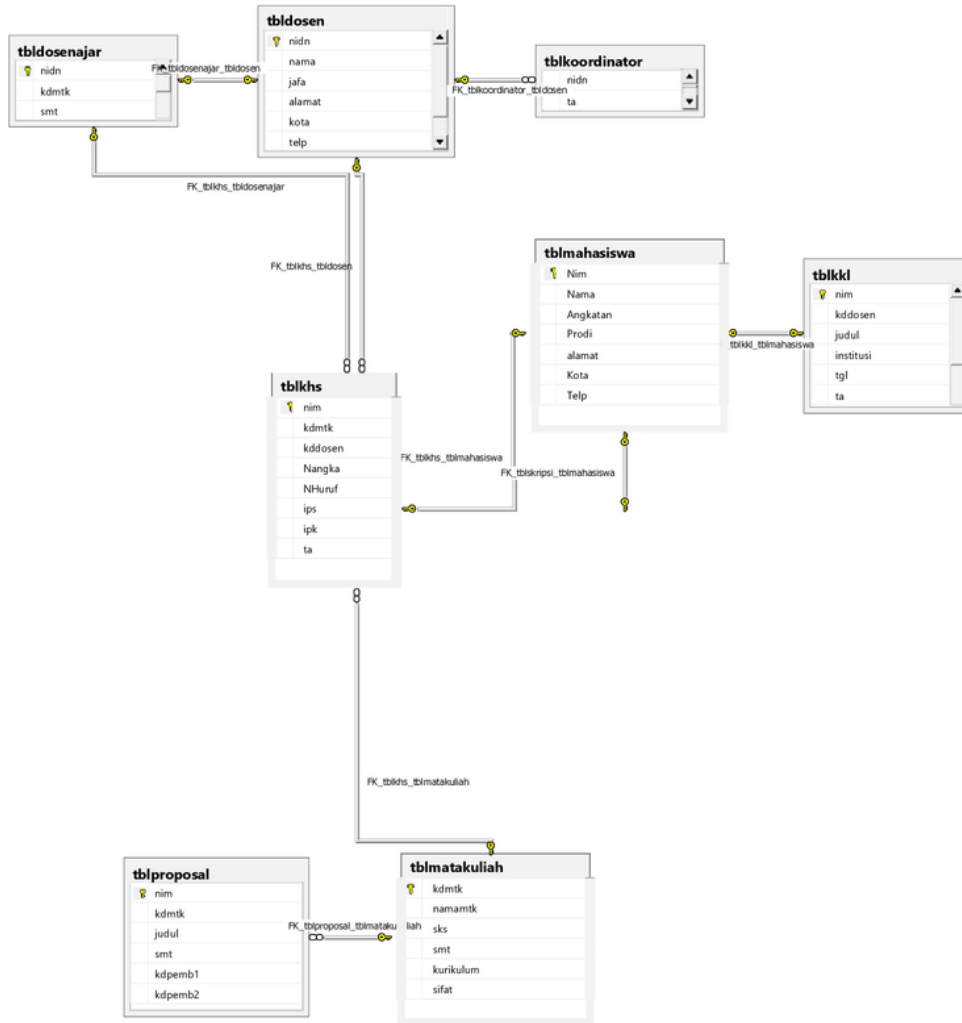 tbldosen
nidn
nama
jafa
alamat
kota
telp
tbldosenajar
nidn
kdmtk
smt
FK_tbldosenajar_tbldosen
tblkoordinator
nidn
ta
FK_tblkoordinator_tbldosen
FK_tblkhs_tbldosenajar
FK_tblkhs_tbldosen
tblmahasiswa
Nim
Nama
Angkatan
Prodi
alamat
Kota
Telp
tblkkl
nim
kddosen
judul
institusi
tgl
ta
_tblkkl_tblmahasiswa
tblkhs
nim
kdmtk
kddosen
Nangka
NHuruf
ips
ipk
ta
FK_tblkhs_tblmahasiswa
FK_tblskripsi_tblmahasiswa
FK_tblkhs_tblmatakuliah
tblproposal
nim
kdmtk
judul
smt
kdpemb1
kdpemb2
FK_tblproposal_tblmatakuliah
tblmatakuliah
kdmtk
namamtk
sks
smt
kurikulum
sifat